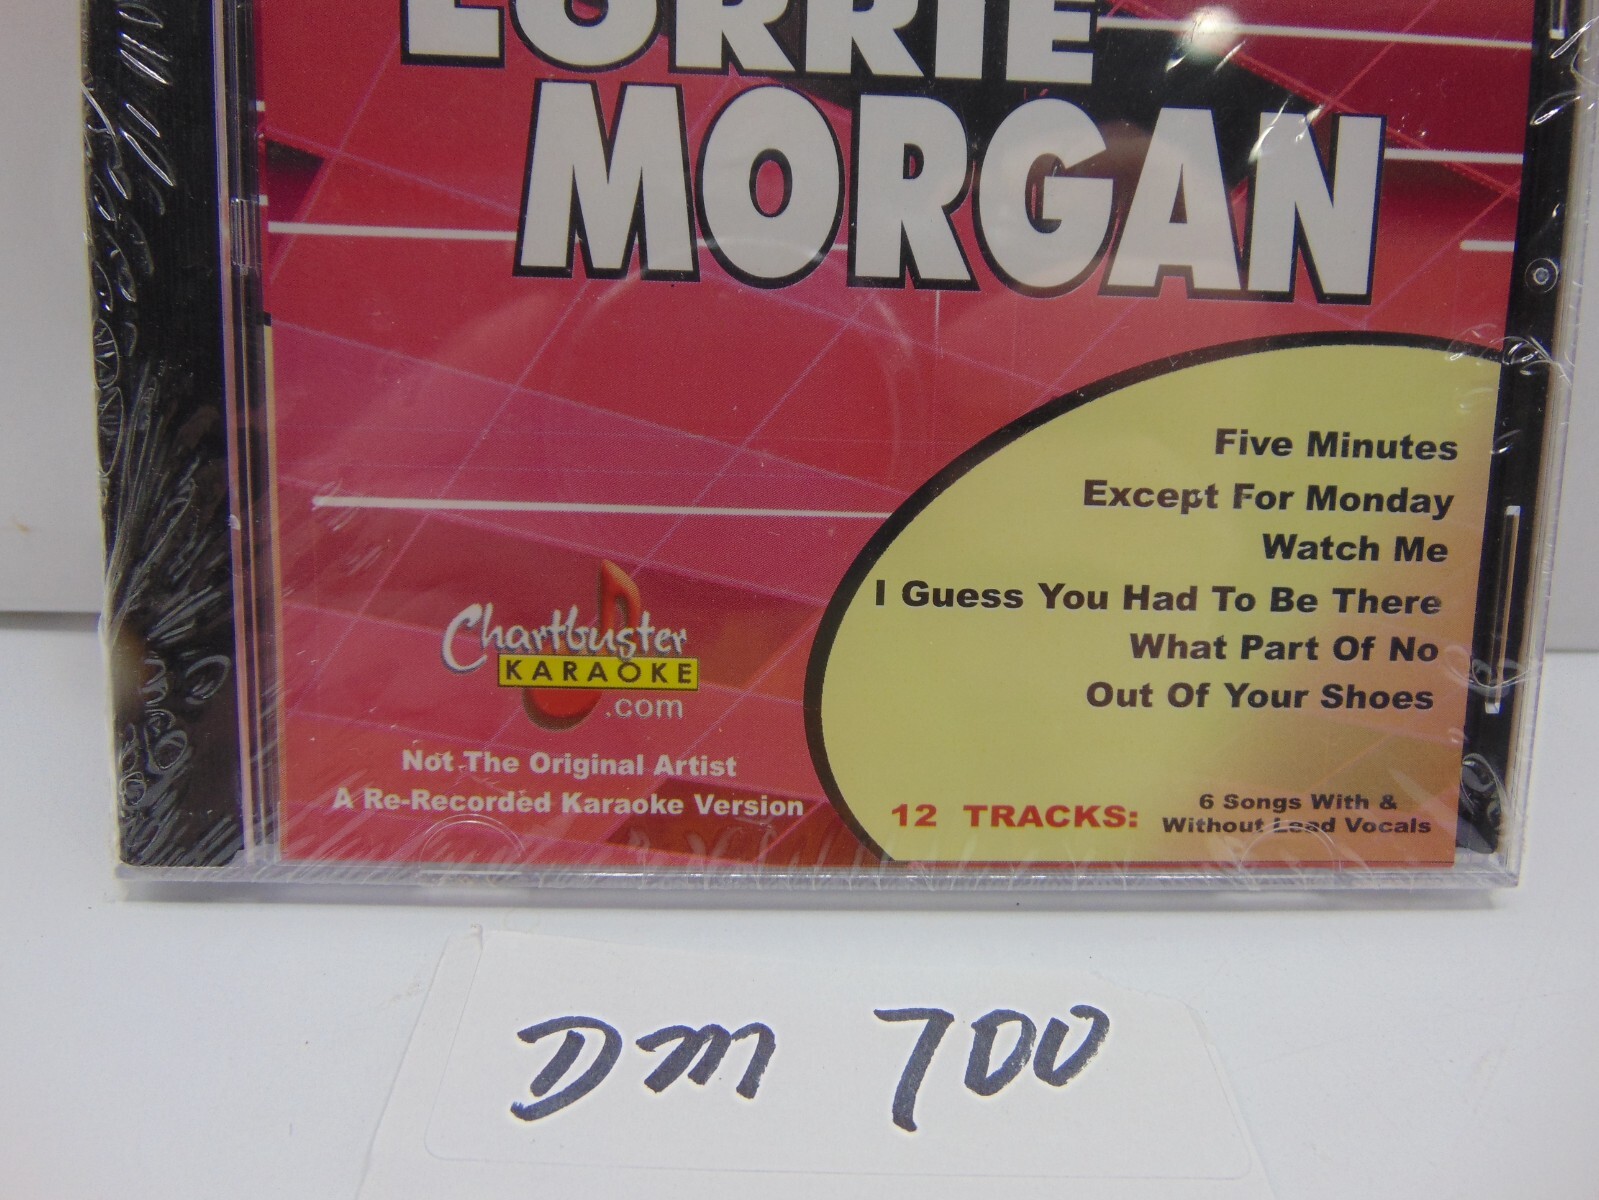 LORRIE
MORGAN
Five Minutes
Except For Monday
Watch Me
I Guess You Had To Be There
What Part Of No
Out Of Your Shoes
Chartbuster
KARAOKE
.com
Not The Original Artist
A Re-Recorded Karaoke Version
12 TRACKS: 6 Songs With &
Without Lead Vocals
DM 700